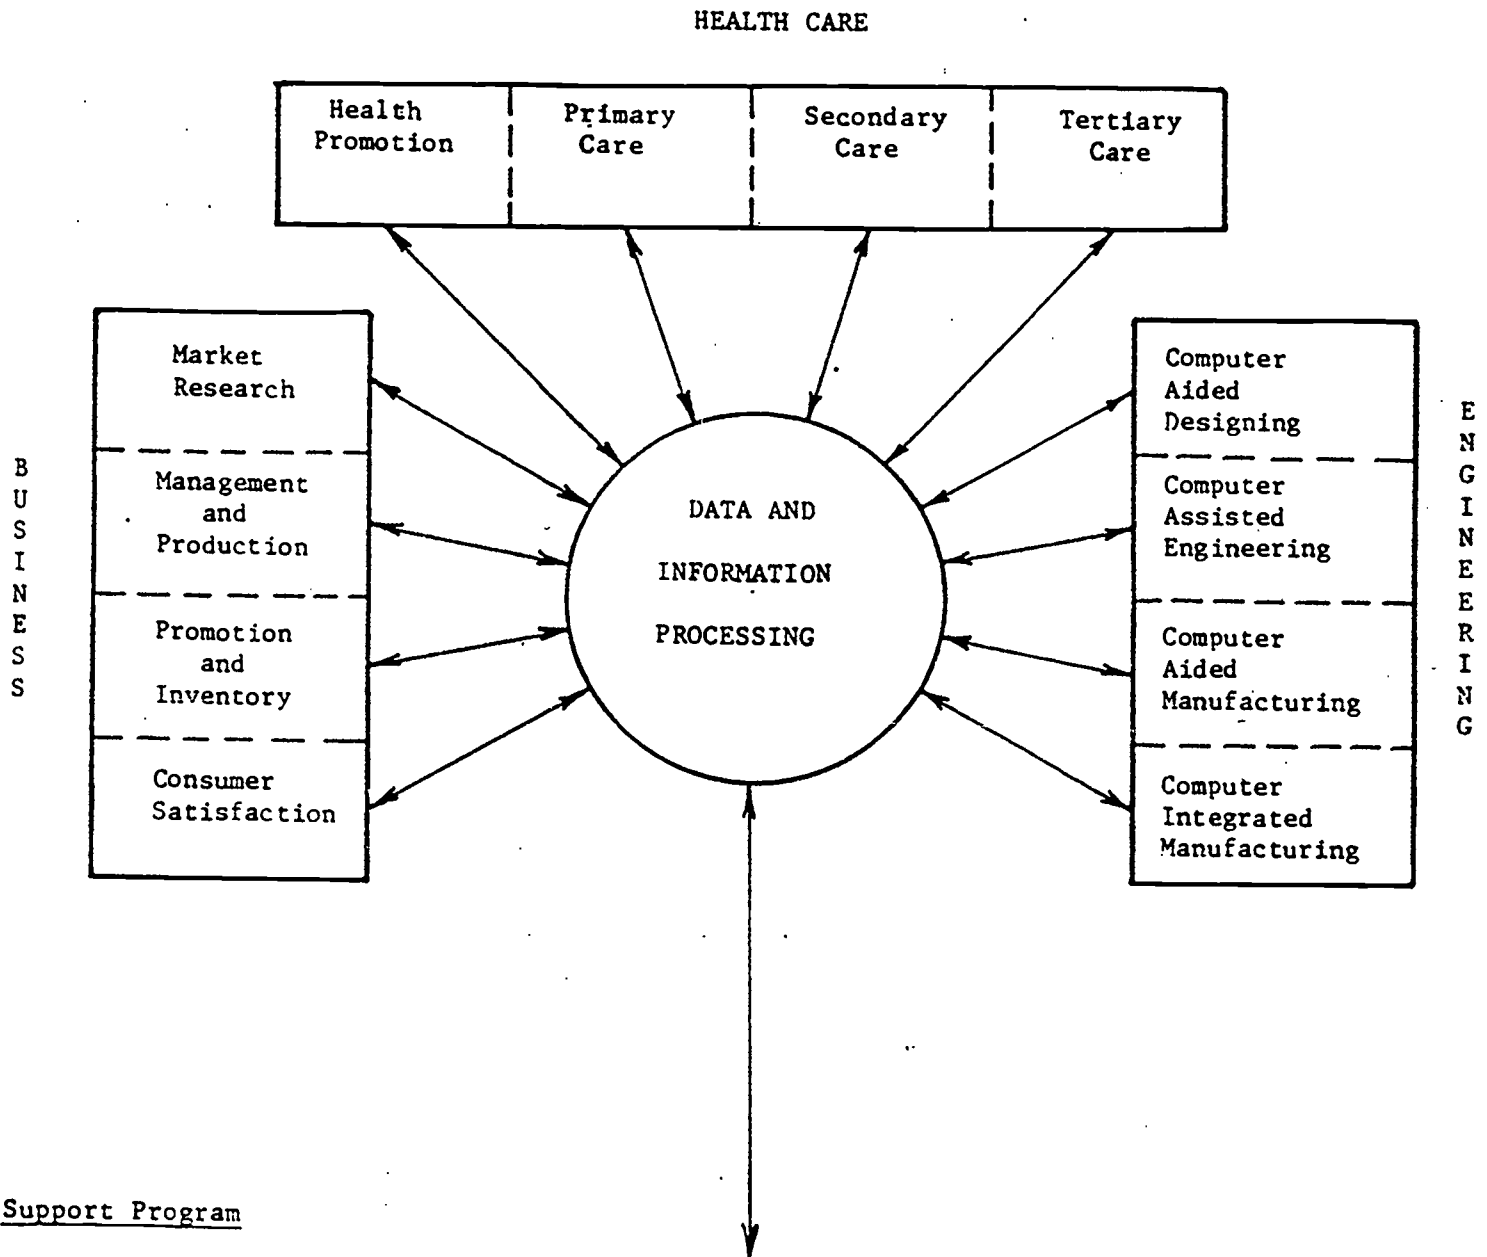 HEALTH CARE
Health
Promotion
Primary
Care
Secondary
Care
Tertiary
Care
BUSINESS
Market
Research
Management
and
Production
Promotion
and
Inventory
Consumer
Satisfaction
DATA AND
INFORMATION
PROCESSING
Computer
Aided
Designing
Computer
Assisted
Engineering
Computer
Aided
Manufacturing
Computer
Integrated
Manufacturing
ENGINEERING
Support Program